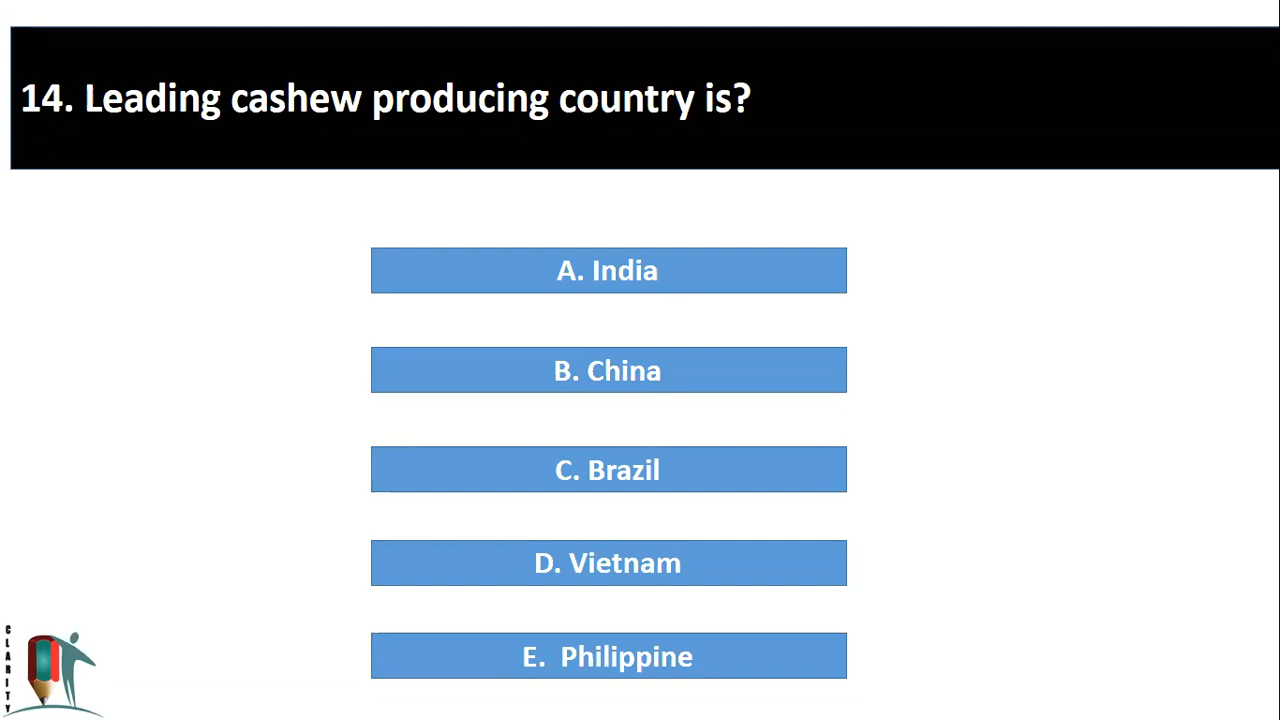 14. Leading cashew producing country is?
A. India
B. China
C. Brazil
D. Vietnam
E. Philippine
CLARITY